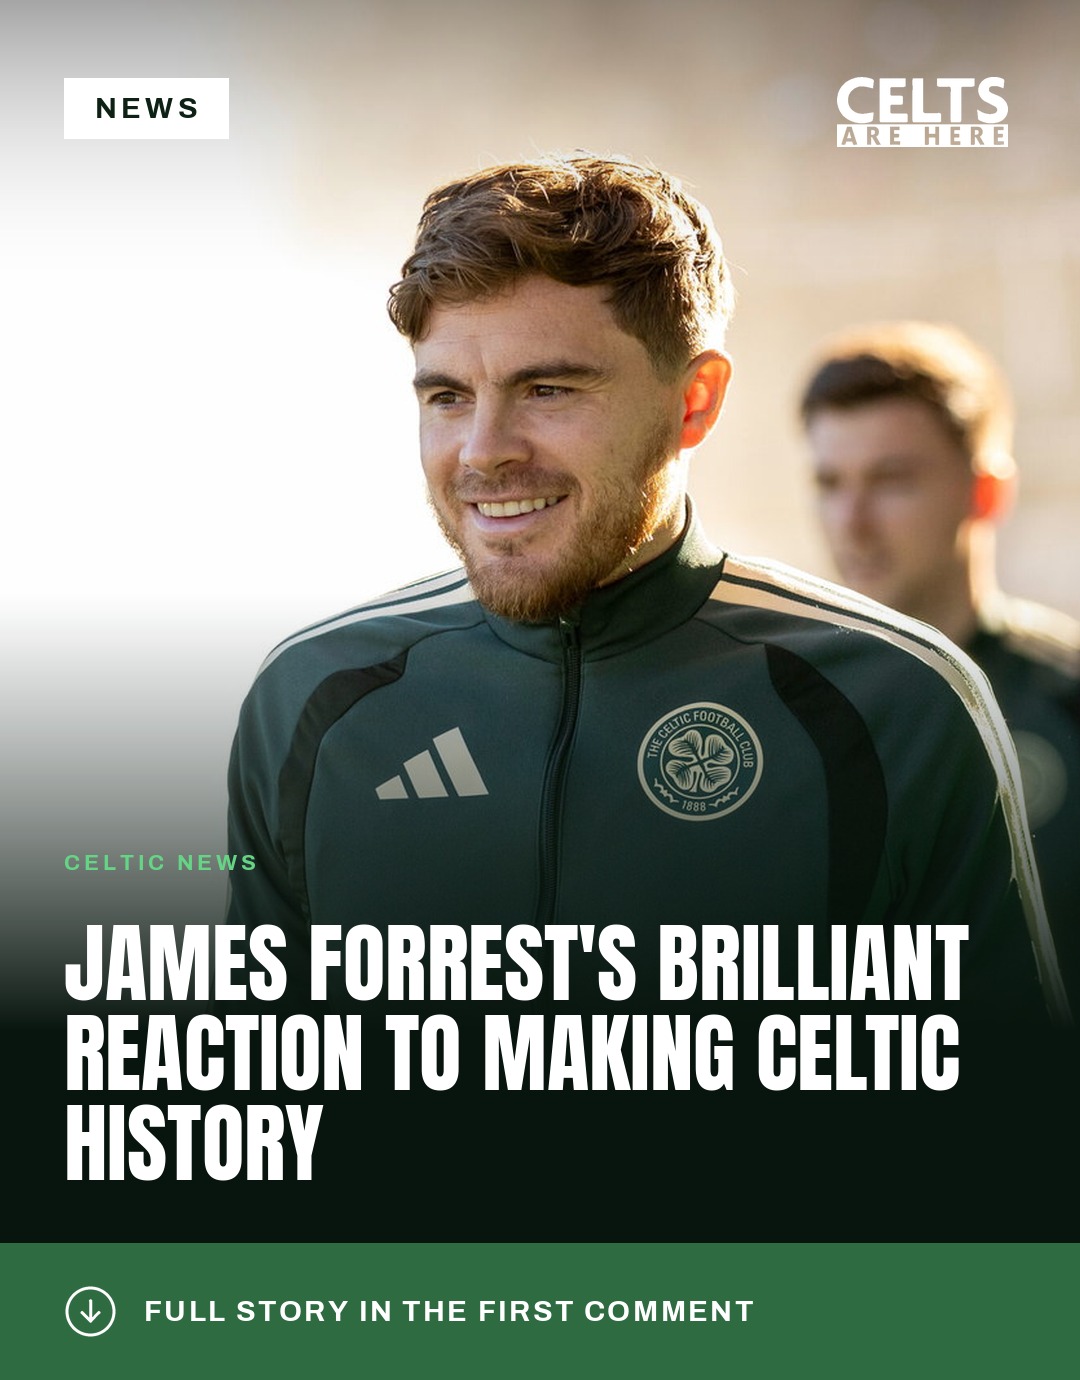 NEWS
CELTS
ARE HERE
THE CELTIC FOOTBALL CLUB
1888
CELTIC NEWS
JAMES FORREST'S BRILLIANT
REACTION TO MAKING CELTIC
HISTORY
FULL STORY IN THE FIRST COMMENT